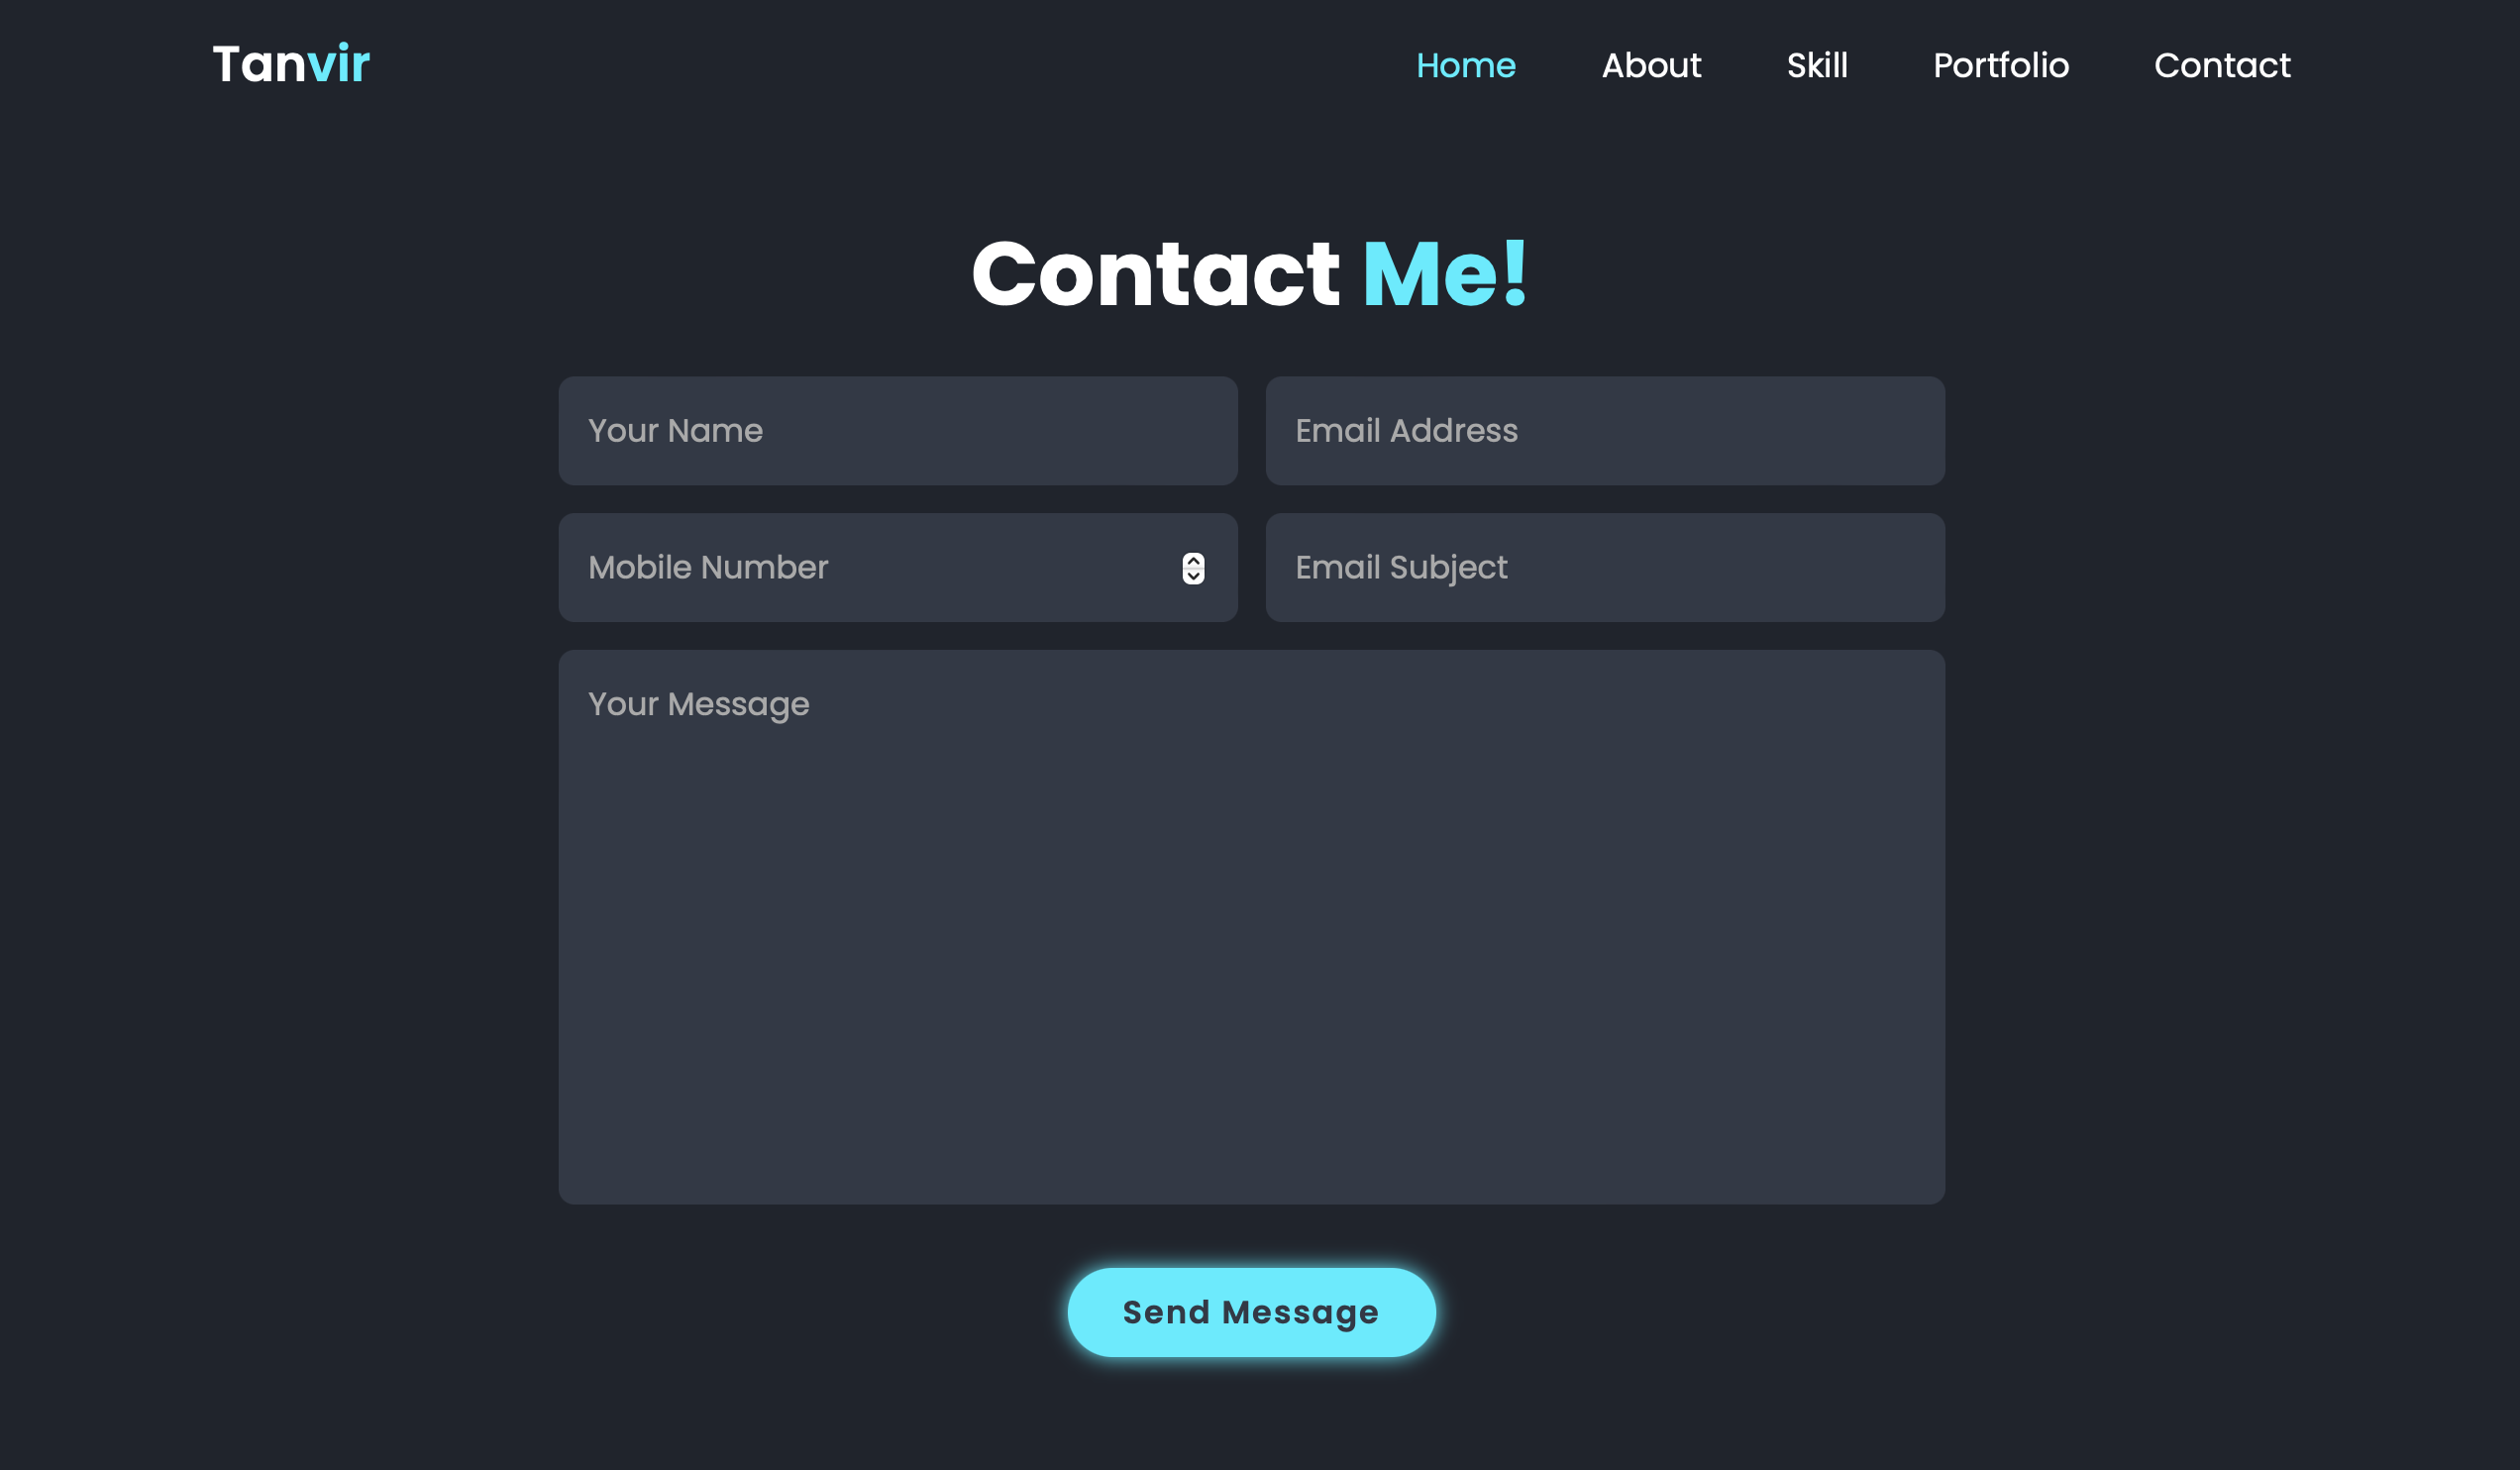 Tanvir
Home About Skill Portfolio Contact
Contact Me!
Your Name
Email Address
Mobile Number
Email Subject
Your Message
Send Message